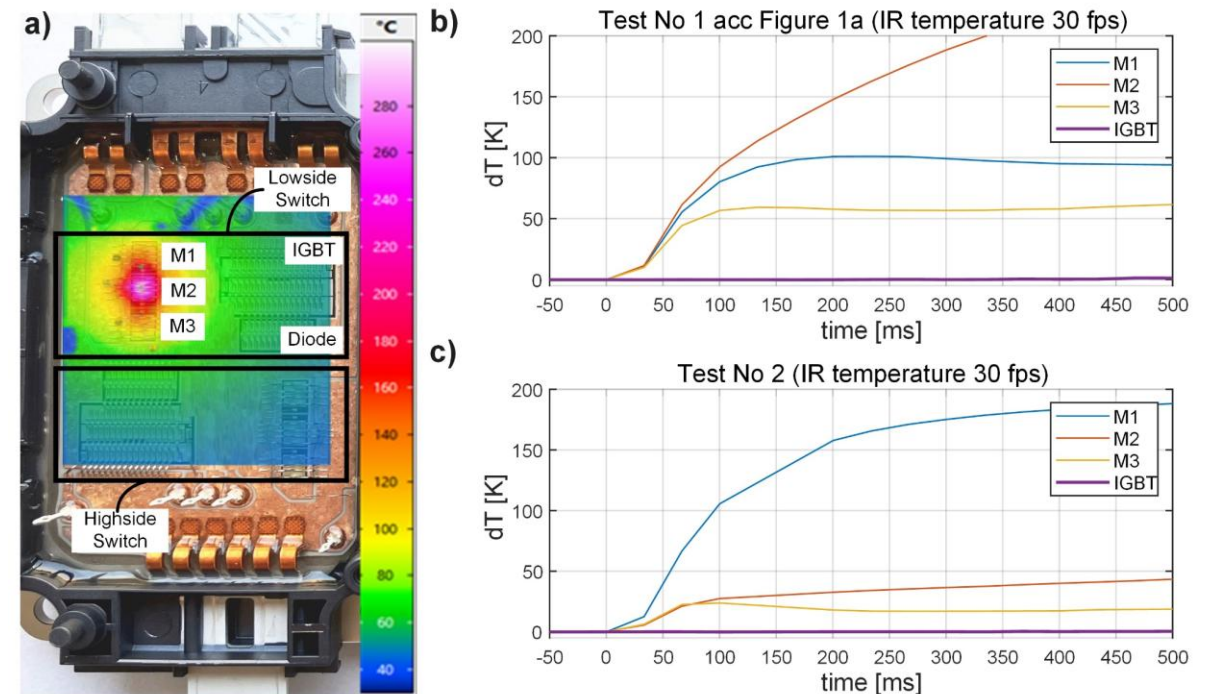 a)
°C
280
260
240
220
200
180
160
140
120
100
80
60
40
Lowside
Switch
M1
IGBT
M2
M3
Diode
Highside
Switch
b)
Test No 1 acc Figure 1a (IR temperature 30 fps)
dT [K]
200
150
100
50
0
-50 0 50 100 150 200 250 300 350 400 450 500
time [ms]
M1
M2
M3
IGBT
c)
Test No 2 (IR temperature 30 fps)
dT [K]
200
150
100
50
0
-50 0 50 100 150 200 250 300 350 400 450 500
time [ms]
M1
M2
M3
IGBT